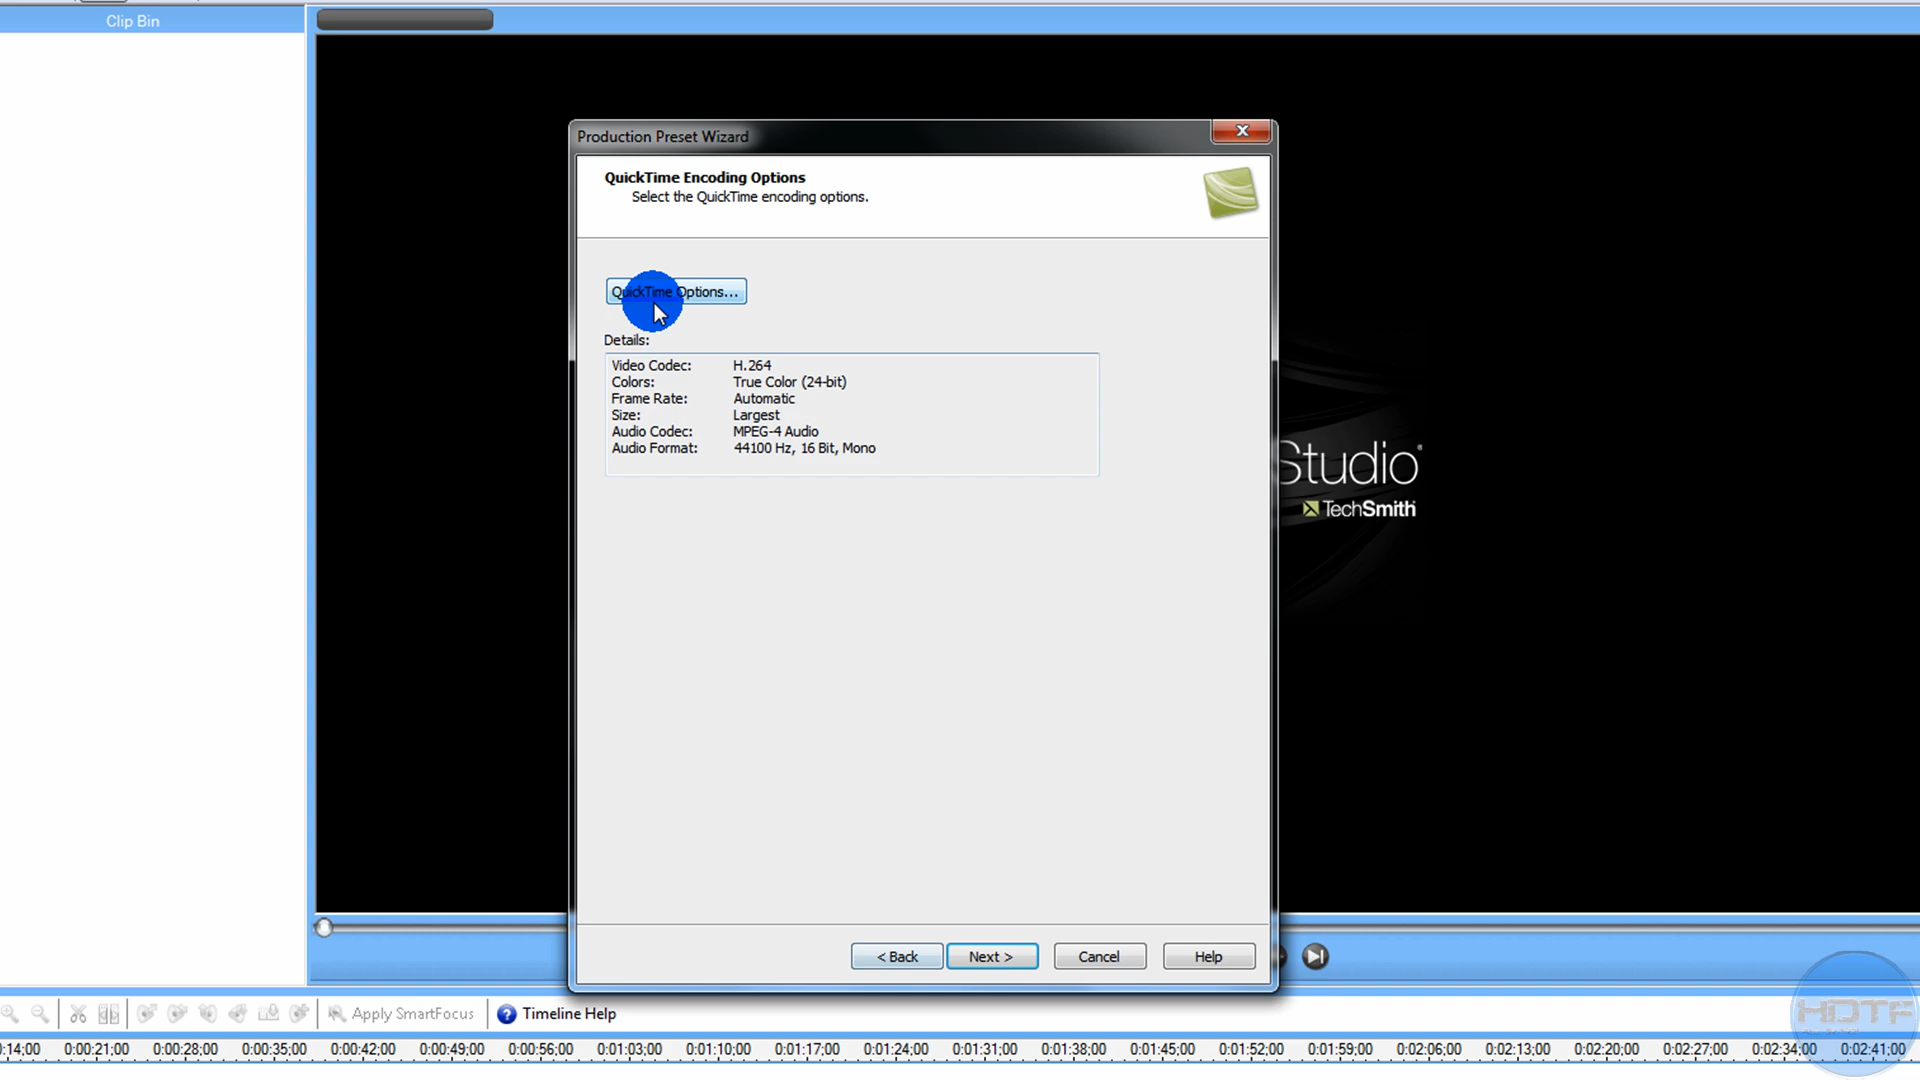 Clip Bin
Production Preset Wizard
QuickTime Encoding Options
Select the QuickTime encoding options.
QuickTime Options...
Details:
Video Codec: H.264
Colors: True Color (24-bit)
Frame Rate: Automatic
Size: Largest
Audio Codec: MPEG-4 Audio
Audio Format: 44100 Hz, 16 Bit, Mono
Studio®
TechSmith
< Back Next > Cancel Help
Apply SmartFocus Timeline Help
HDTF
:14;00 0:00:21;00 0:00:28;00 0:00:35;00 0:00:42;00 0:00:49;00 0:00:56;00 0:01:03;00 0:01:10;00 0:01:17;00 0:01:24;00 0:01:31;00 0:01:38;00 0:01:45;00 0:01:52;00 0:01:59;00 0:02:06;00 0:02:13;00 0:02:20;00 0:02:27;00 0:02:34;00 0:02:41;00